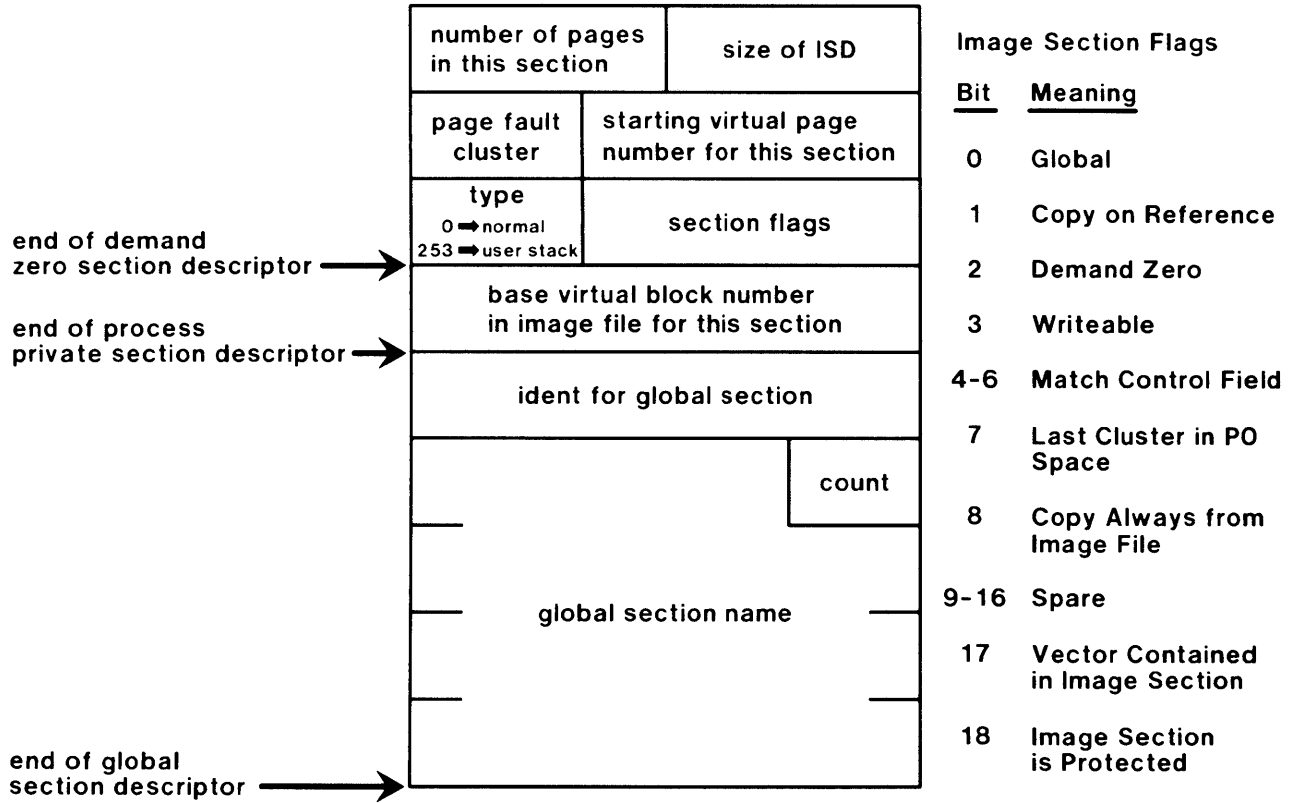 number of pages
in this section
size of ISD
page fault
cluster
starting virtual page
number for this section
type
0 ➡ normal
253 ➡ user stack
section flags
end of demand
zero section descriptor
base virtual block number
in image file for this section
end of process
private section descriptor
ident for global section
count
global section name
end of global
section descriptor
Image Section Flags
Bit Meaning
0 Global
1 Copy on Reference
2 Demand Zero
3 Writeable
4-6 Match Control Field
7 Last Cluster in PO
Space
8 Copy Always from
Image File
9-16 Spare
17 Vector Contained
in Image Section
18 Image Section
is Protected